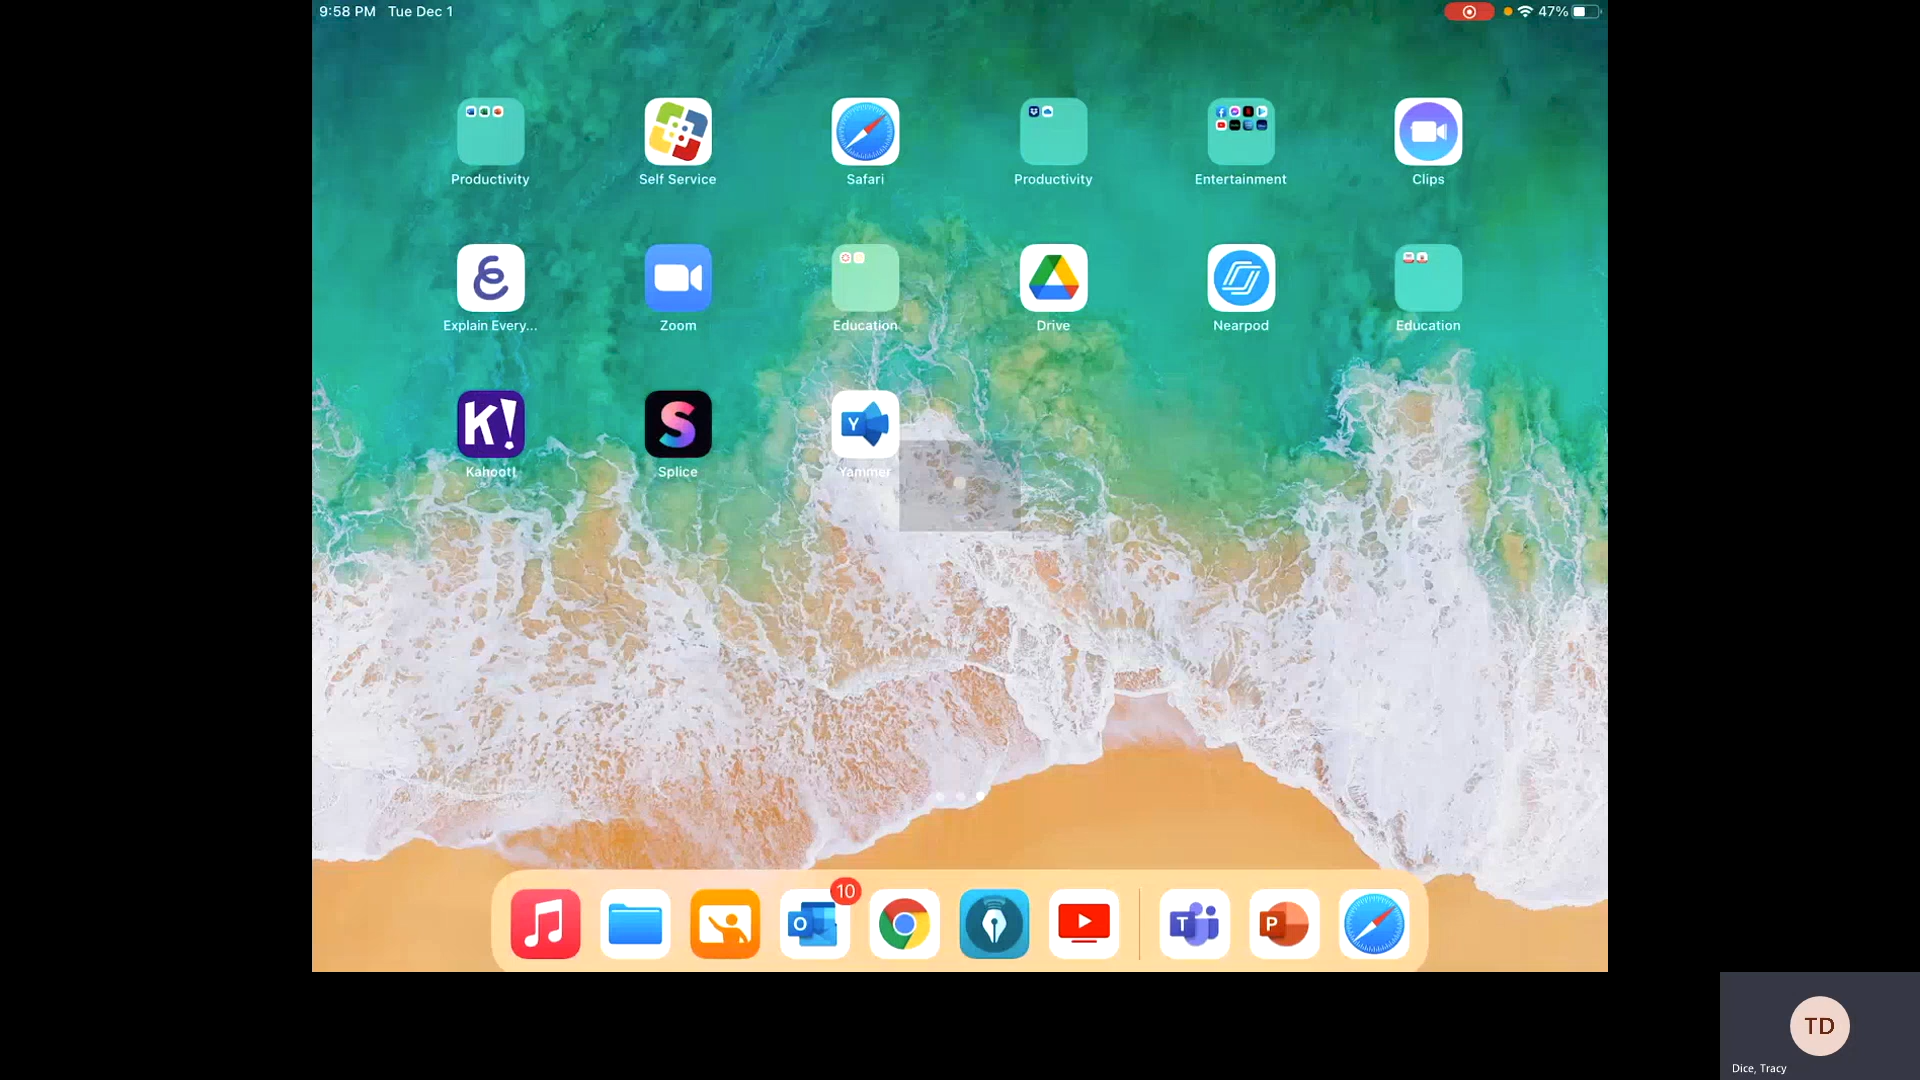 9:58 PM Tue Dec 1
47%
Productivity
Self Service
Safari
Productivity
Entertainment
Clips
Explain Every...
Zoom
Education
Drive
Nearpod
Education
K!
S
Y
Kahoot!
Splice
Yammer
10
O
T
P
TD
Dice, Tracy